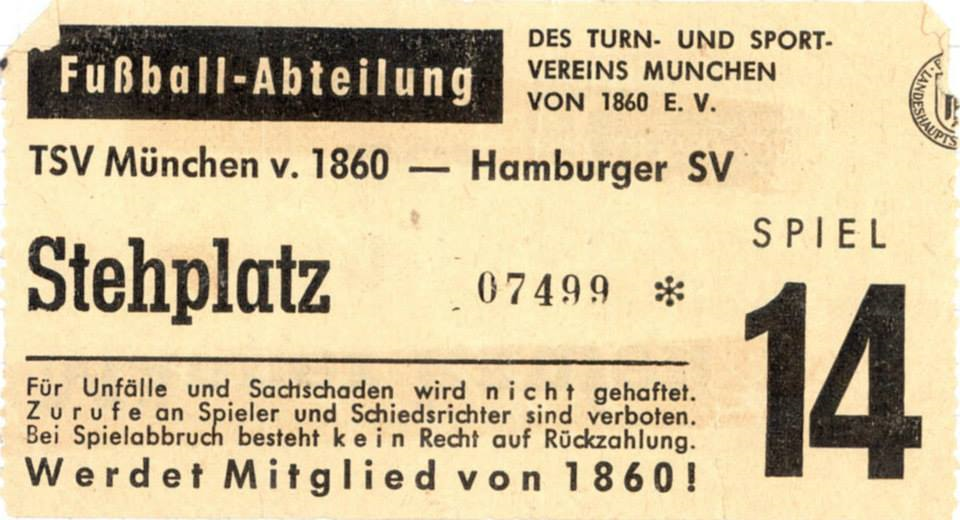 Fußball-Abteilung
DES TURN- UND SPORT-
VEREINS MUNCHEN
VON 1860 E. V.
TSV München v. 1860 — Hamburger SV
SPIEL
14
Stehplatz
07499 *
Für Unfälle und Sachschaden wird nicht gehaftet.
Zurufe an Spieler und Schiedsrichter sind verboten.
Bei Spielabbruch besteht kein Recht auf Rückzahlung.
Werdet Mitglied von 1860!